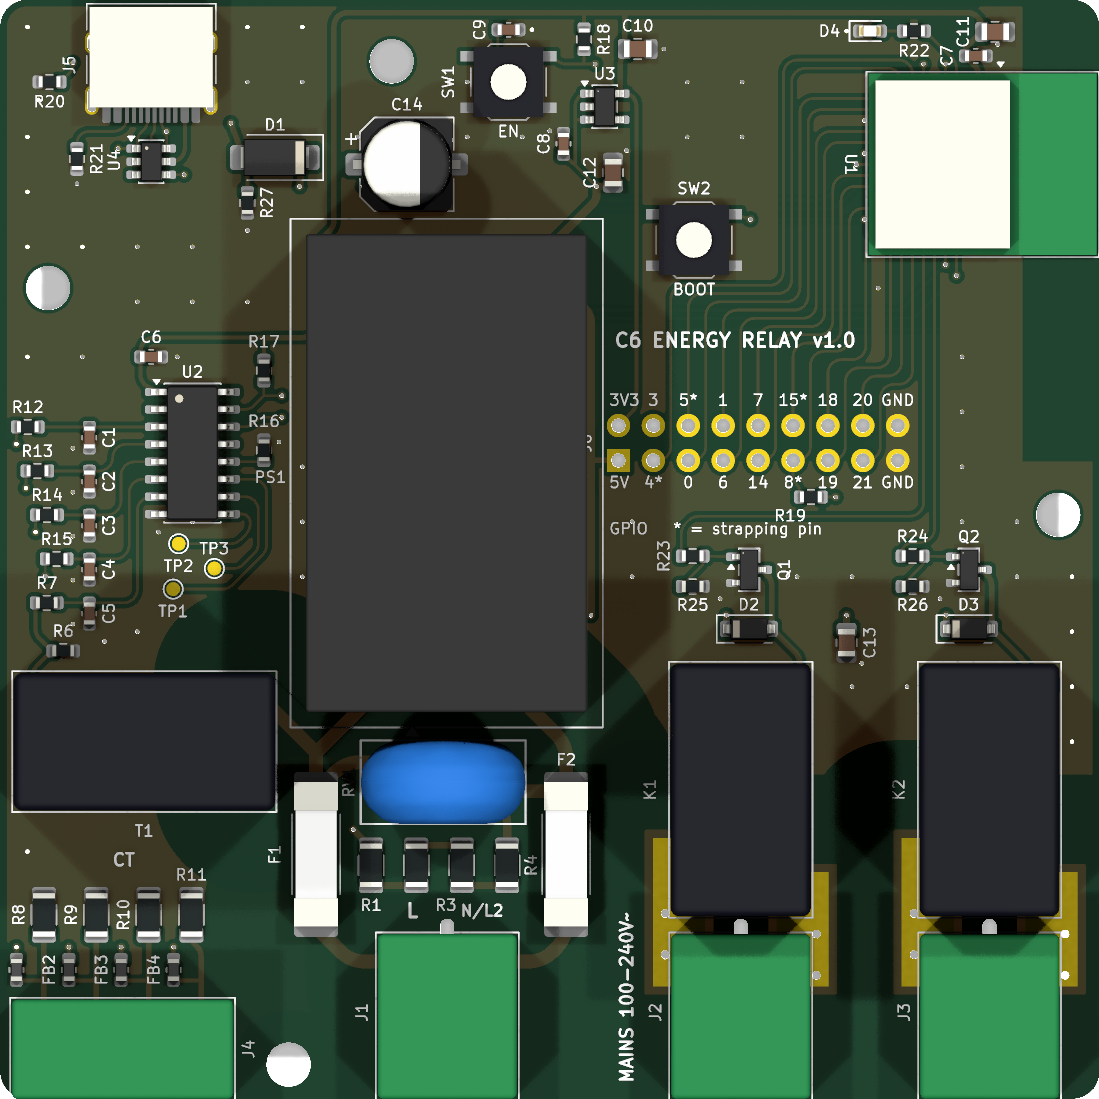 C9
C10
R18
D4
R22
C11
C7
J5
SW1
U3
R20
C14
EN
D1
+
C8
R21
U4
R27
C12
U1
SW2
BOOT
C6
R17
C6 ENERGY RELAY v1.0
U2
R12
R16
3V3 3 5* 1 7 15* 18 20 GND
C1
R13
PS1
5V 4* 0 6 14 8* 19 21 GND
C2
R14
R19
C3
GPIO * = strapping pin
R15
TP3
TP2
C4
R23
Q1
R24
Q2
R7
TP1
C5
R25
D2
R26
D3
R6
C13
F2
K1
K2
T1
CT
F1
R4
R11
R8
R9
R10
R1
L
R3
N/L2
FB2
FB3
FB4
MAINS 100-240V~
J4
J1
J2
J3